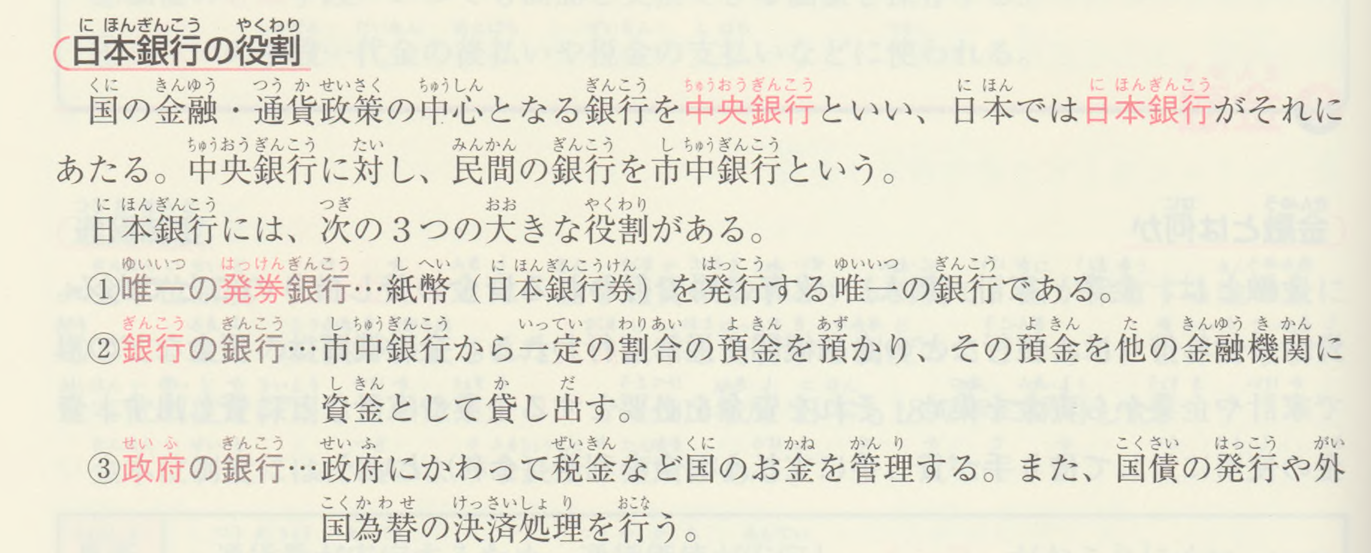 日本銀行の役割
国の金融・通貨政策の中心となる銀行を中央銀行といい、日本では日本銀行がそれに
あたる。中央銀行に対し、民間の銀行を市中銀行という。
日本銀行には、次の3つの大きな役割がある。
①唯一の発券銀行…紙幣（日本銀行券）を発行する唯一の銀行である。
②銀行の銀行…市中銀行から一定の割合の預金を預かり、その預金を他の金融機関に
資金として貸し出す。
③政府の銀行…政府にかわって税金など国のお金を管理する。また、国債の発行や外
国為替の決済処理を行う。